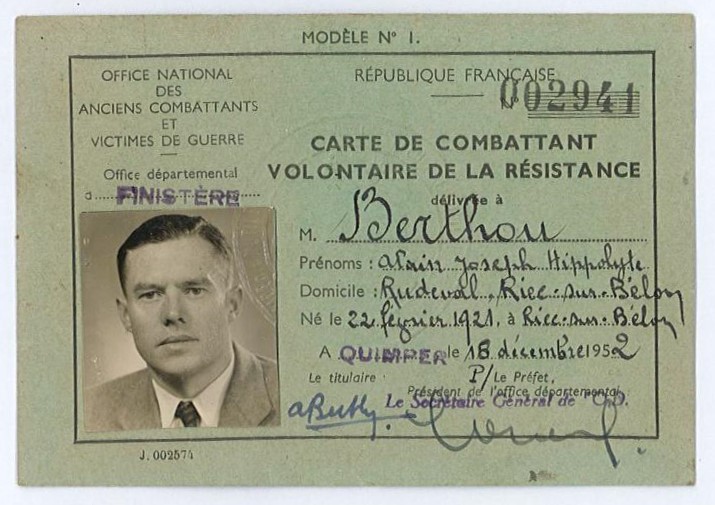 MODÈLE N° 1.
OFFICE NATIONAL
DES
ANCIENS COMBATTANTS
ET
VICTIMES DE GUERRE
Office départemental
d FINISTÈRE
RÉPUBLIQUE FRANÇAISE
002941
CARTE DE COMBATTANT
VOLONTAIRE DE LA RÉSISTANCE
délivrée à
M. Berthou
Prénoms : Alain Joseph Hippolyte
Domicile : Riec-sur-Bélon
Né le 22 février 1921, à Riec-sur-Bélon
A QUIMPER le 18 décembre 1952
Le titulaire
P/ Le Préfet,
Président de l'office départemental
Le Secrétaire Général de l'O.D.
J. 002574